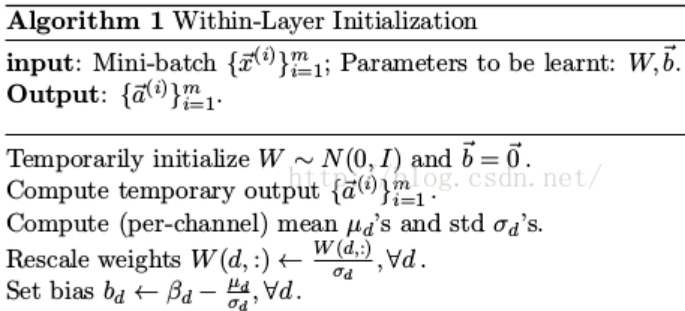 Algorithm 1 Within-Layer Initialization
input: Mini-batch {x⃗^(i)}_{i=1}^m; Parameters to be learnt: W, b⃗.
Output: {a⃗^(i)}_{i=1}^m.
Temporarily initialize W ∼ N(0, I) and b⃗ = 0⃗.
Compute temporary output {a⃗^(i)}_{i=1}^m.
Compute (per-channel) mean μ_d's and std σ_d's.
Rescale weights W(d,:) ← W(d,:)/σ_d, ∀d.
Set bias b_d ← β_d − μ_d/σ_d, ∀d.
http://blog.csdn.net/